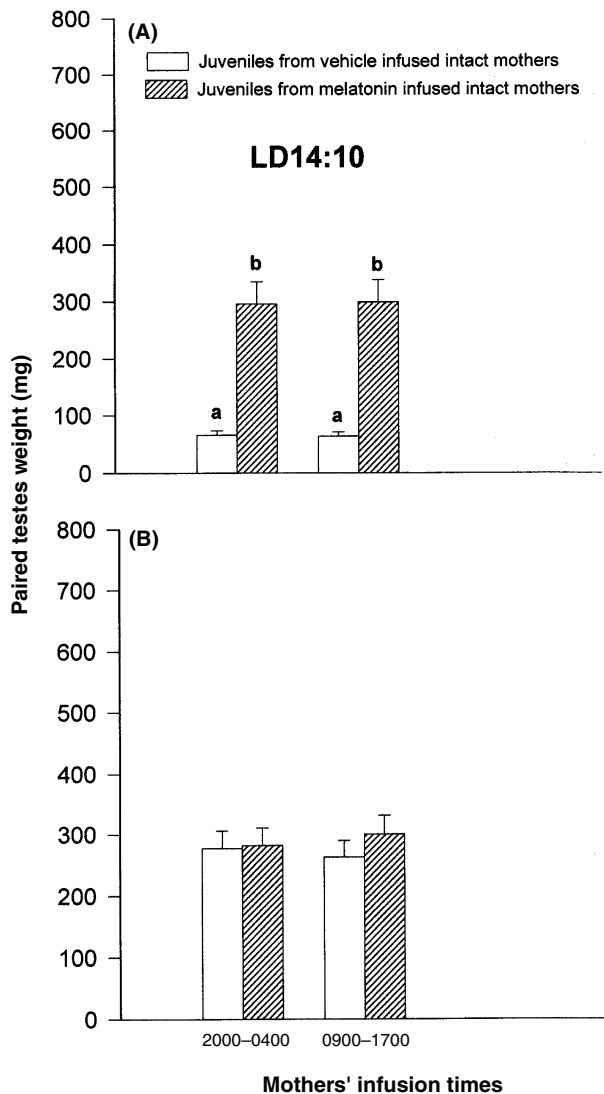 Paired testes weight (mg)
800
700
600
500
400
300
200
100
0
(A)
Juveniles from vehicle infused intact mothers
Juveniles from melatonin infused intact mothers
LD14:10
a
b
a
b
800
700
600
500
400
300
200
100
0
(B)
2000–0400
0900–1700
Mothers' infusion times